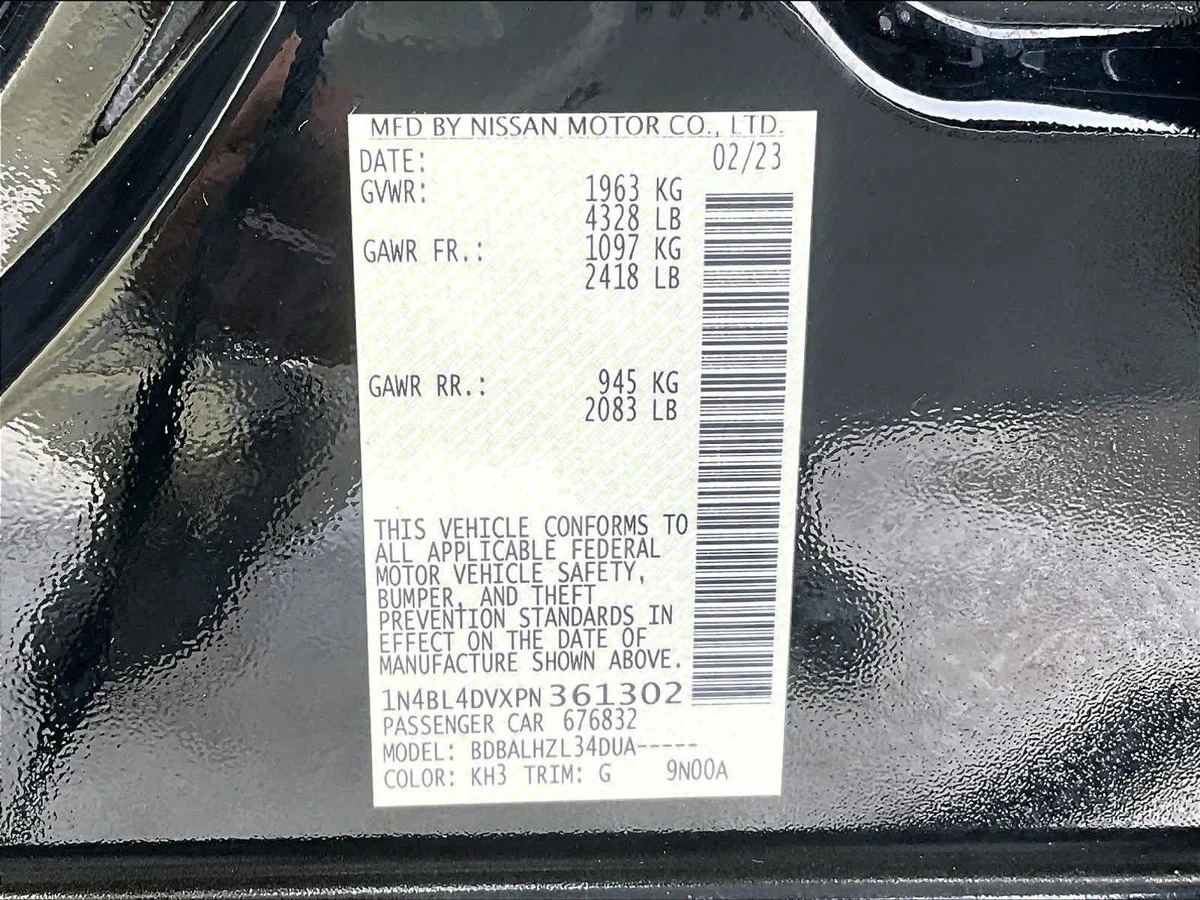 MFD BY NISSAN MOTOR CO., LTD.
DATE: 02/23
GVWR: 1963 KG
4328 LB
GAWR FR.: 1097 KG
2418 LB
GAWR RR.: 945 KG
2083 LB
THIS VEHICLE CONFORMS TO
ALL APPLICABLE FEDERAL
MOTOR VEHICLE SAFETY,
BUMPER, AND THEFT
PREVENTION STANDARDS IN
EFFECT ON THE DATE OF
MANUFACTURE SHOWN ABOVE.
1N4BL4DVXPN361302
PASSENGER CAR 676832
MODEL: BDBALHZL34DUA-----
COLOR: KH3 TRIM: G 9N00A